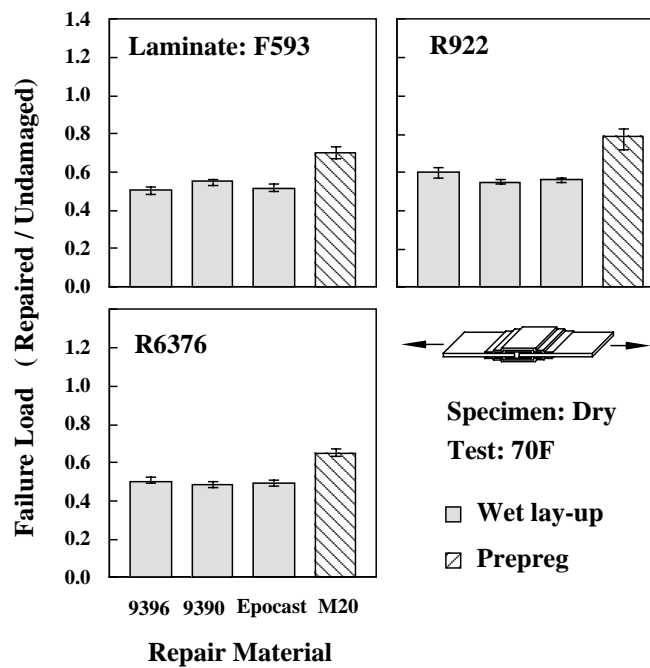 Failure Load ( Repaired / Undamaged)
1.4
1.2
1.0
0.8
0.6
0.4
0.2
0.0
Laminate: F593
R922
1.2
1.0
0.8
0.6
0.4
0.2
0.0
R6376
9396 9390 Epocast M20
Repair Material
Specimen: Dry
Test: 70F
Wet lay-up
Prepreg